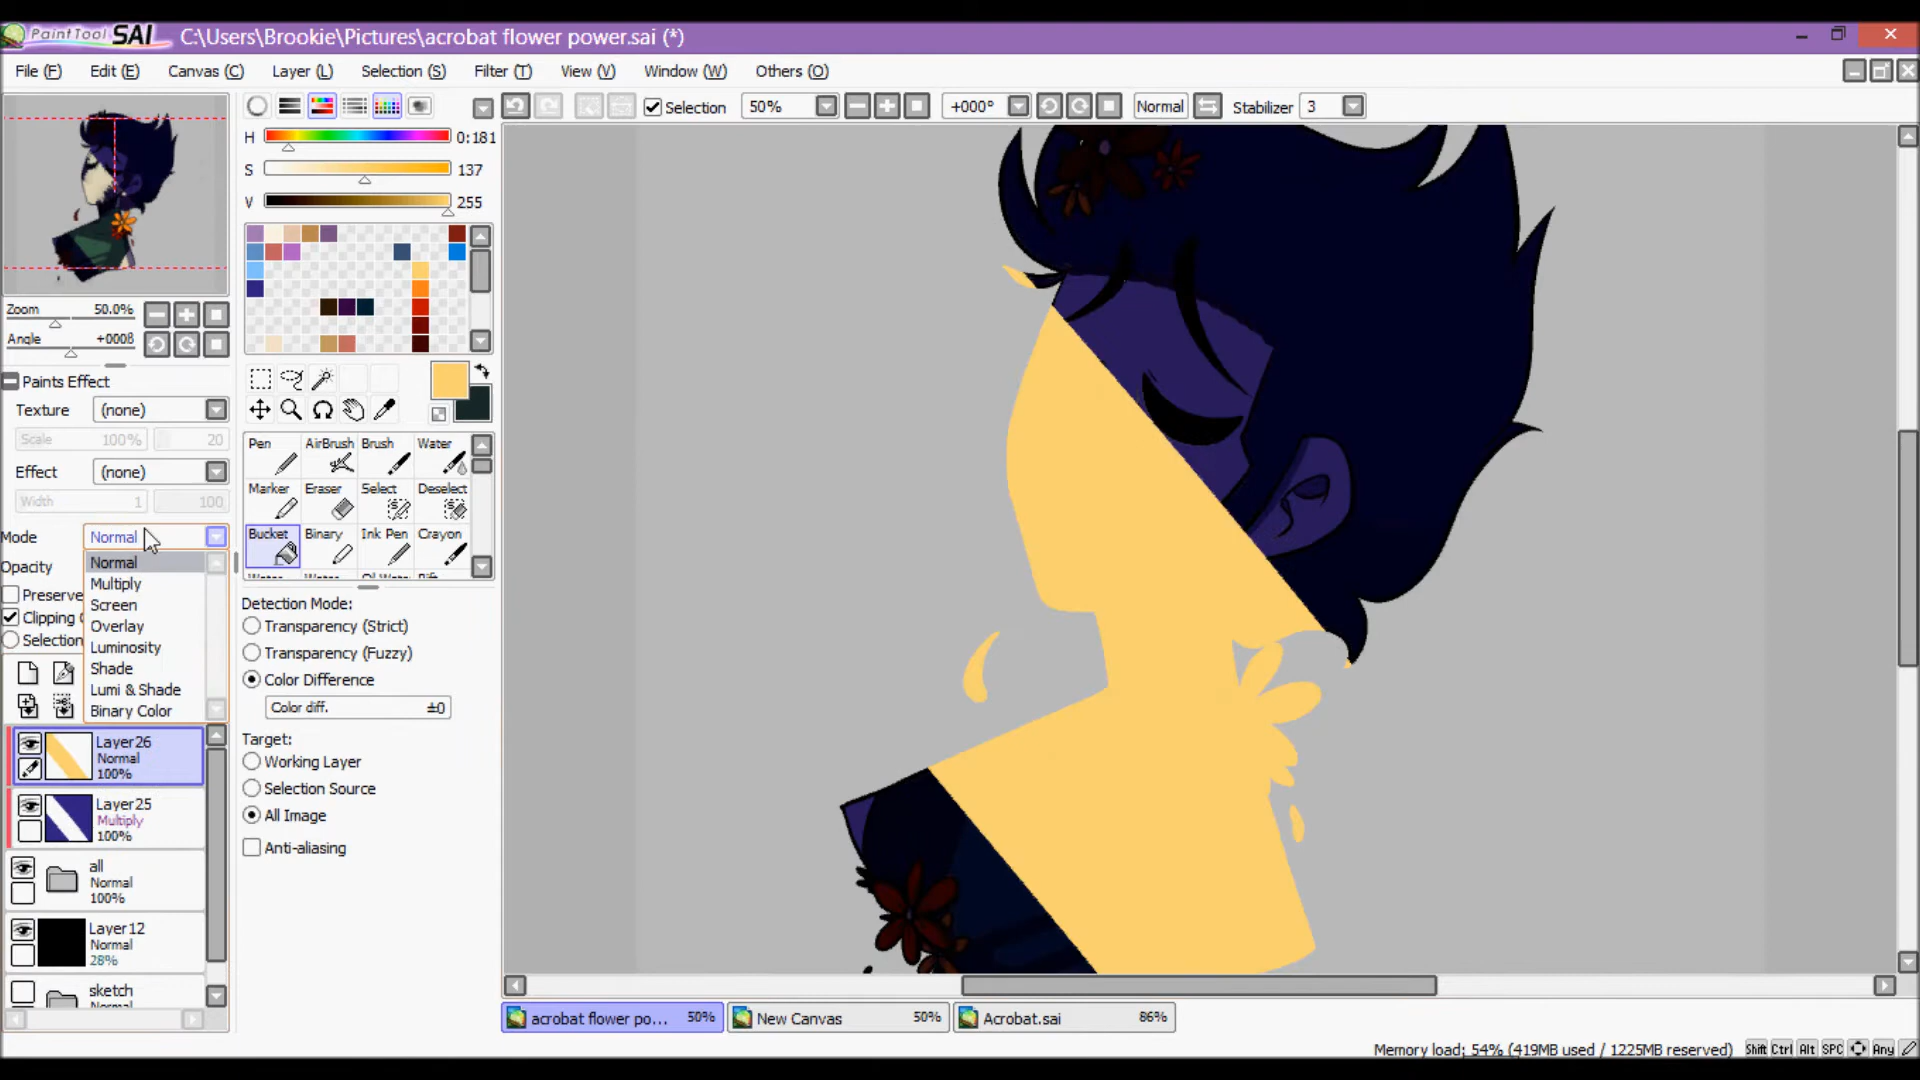 PaintTool SAI C:\Users\Brookie\Pictures\acrobat flower power.sai (*)
File (F) Edit (E) Canvas (C) Layer (L) Selection (S) Filter (T) View (V) Window (W) Others (O)
Selection 50% +000° Normal Stabilizer 3
H 0:181
S 137
V 255
Zoom 50.0%
Angle
Paints Effect
Texture (none)
Scale 100% 20
Effect (none)
Width 1 100
Mode Normal
Opacity
Preserve
Clipping
Selection
Normal
Multiply
Screen
Overlay
Luminosity
Shade
Lumi & Shade
Binary Color
Layer26
Normal
100%
Layer25
Multiply
100%
all
Normal
100%
Layer12
Normal
28%
sketch
Pen AirBrush Brush Water
Marker Eraser Select Deselect
Bucket Binary Ink Pen Crayon
Detection Mode:
Transparency (Strict)
Transparency (Fuzzy)
Color Difference
Color diff. ±0
Target:
Working Layer
Selection Source
All Image
Anti-aliasing
acrobat flower po... 50% New Canvas 50% Acrobat.sai 86%
Memory load: 54% (419MB used / 1225MB reserved) Shift Ctrl Alt SPC Any